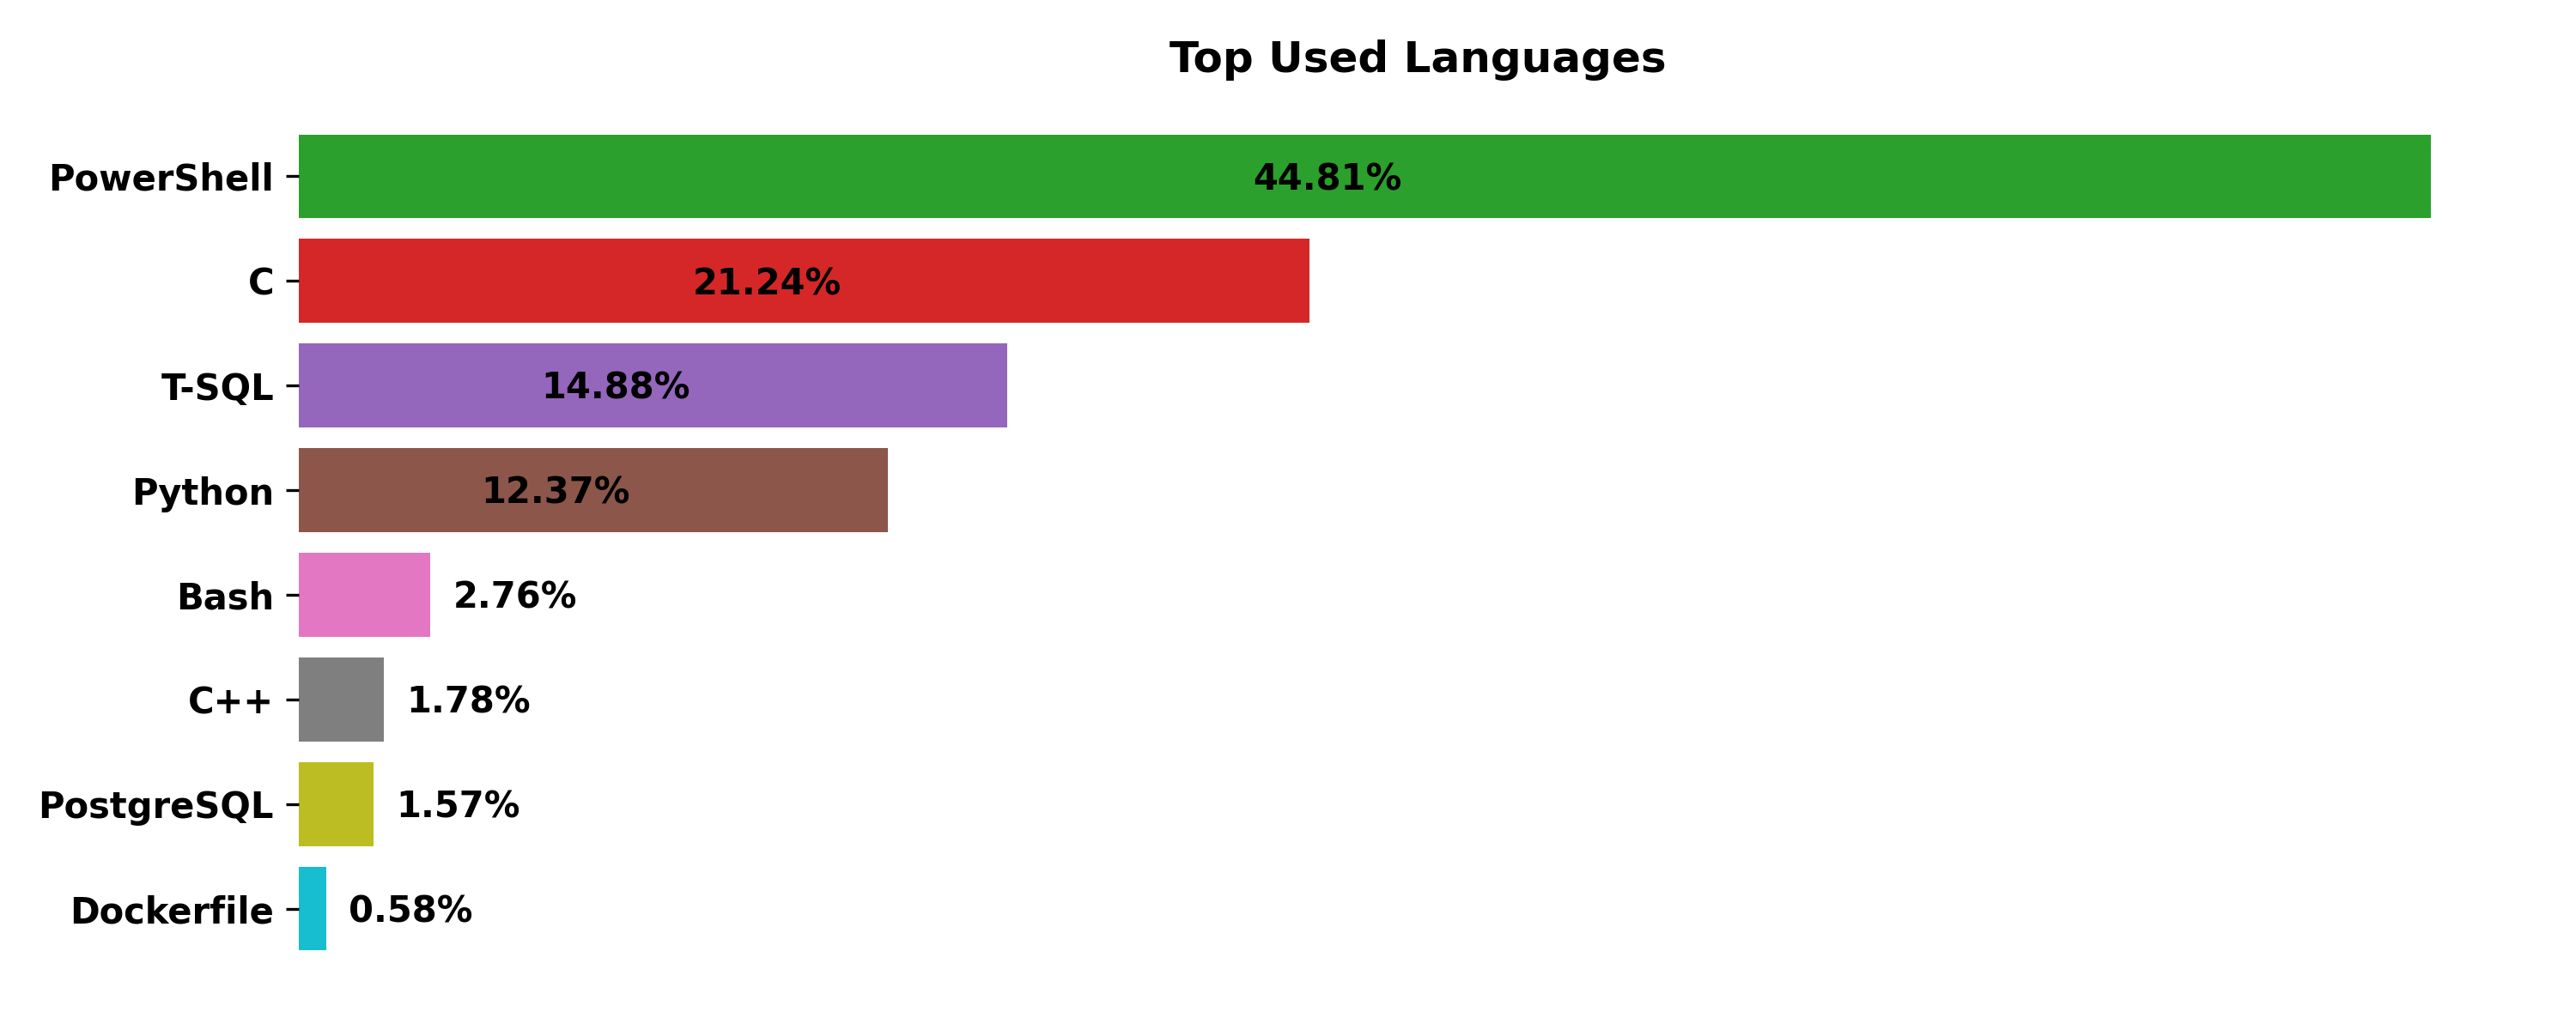 Top Used Languages
PowerShell 44.81%
C 21.24%
T-SQL 14.88%
Python 12.37%
Bash 2.76%
C++ 1.78%
PostgreSQL 1.57%
Dockerfile 0.58%